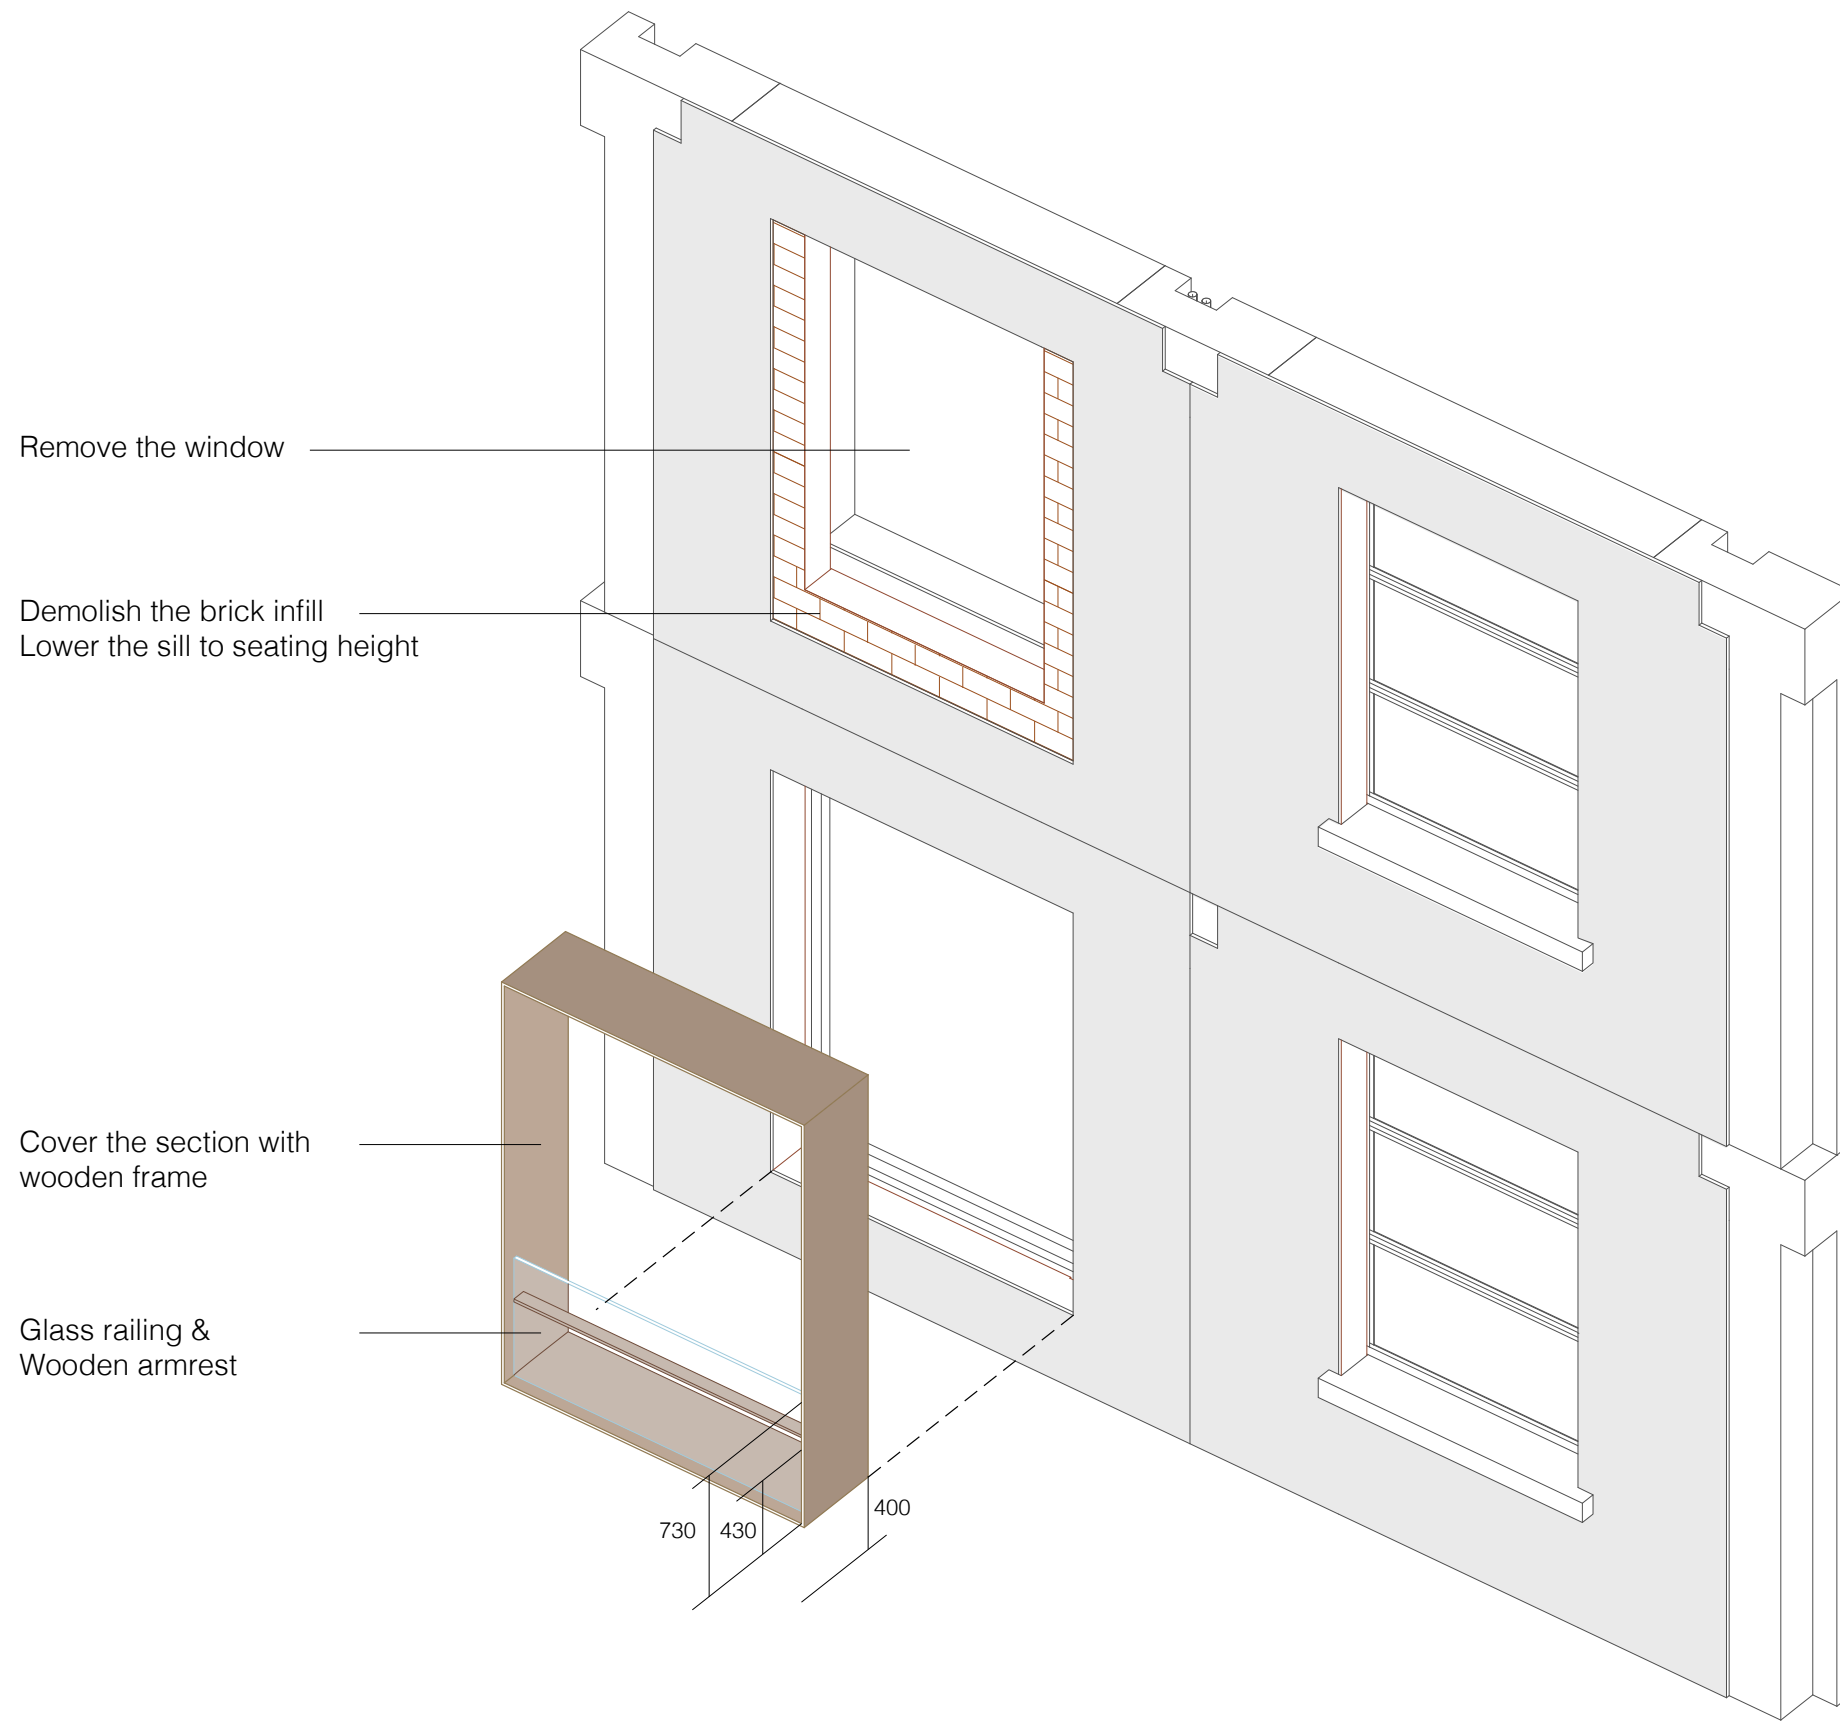 Remove the window
Demolish the brick infill
Lower the sill to seating height
Cover the section with
wooden frame
Glass railing &
Wooden armrest
730
430
400